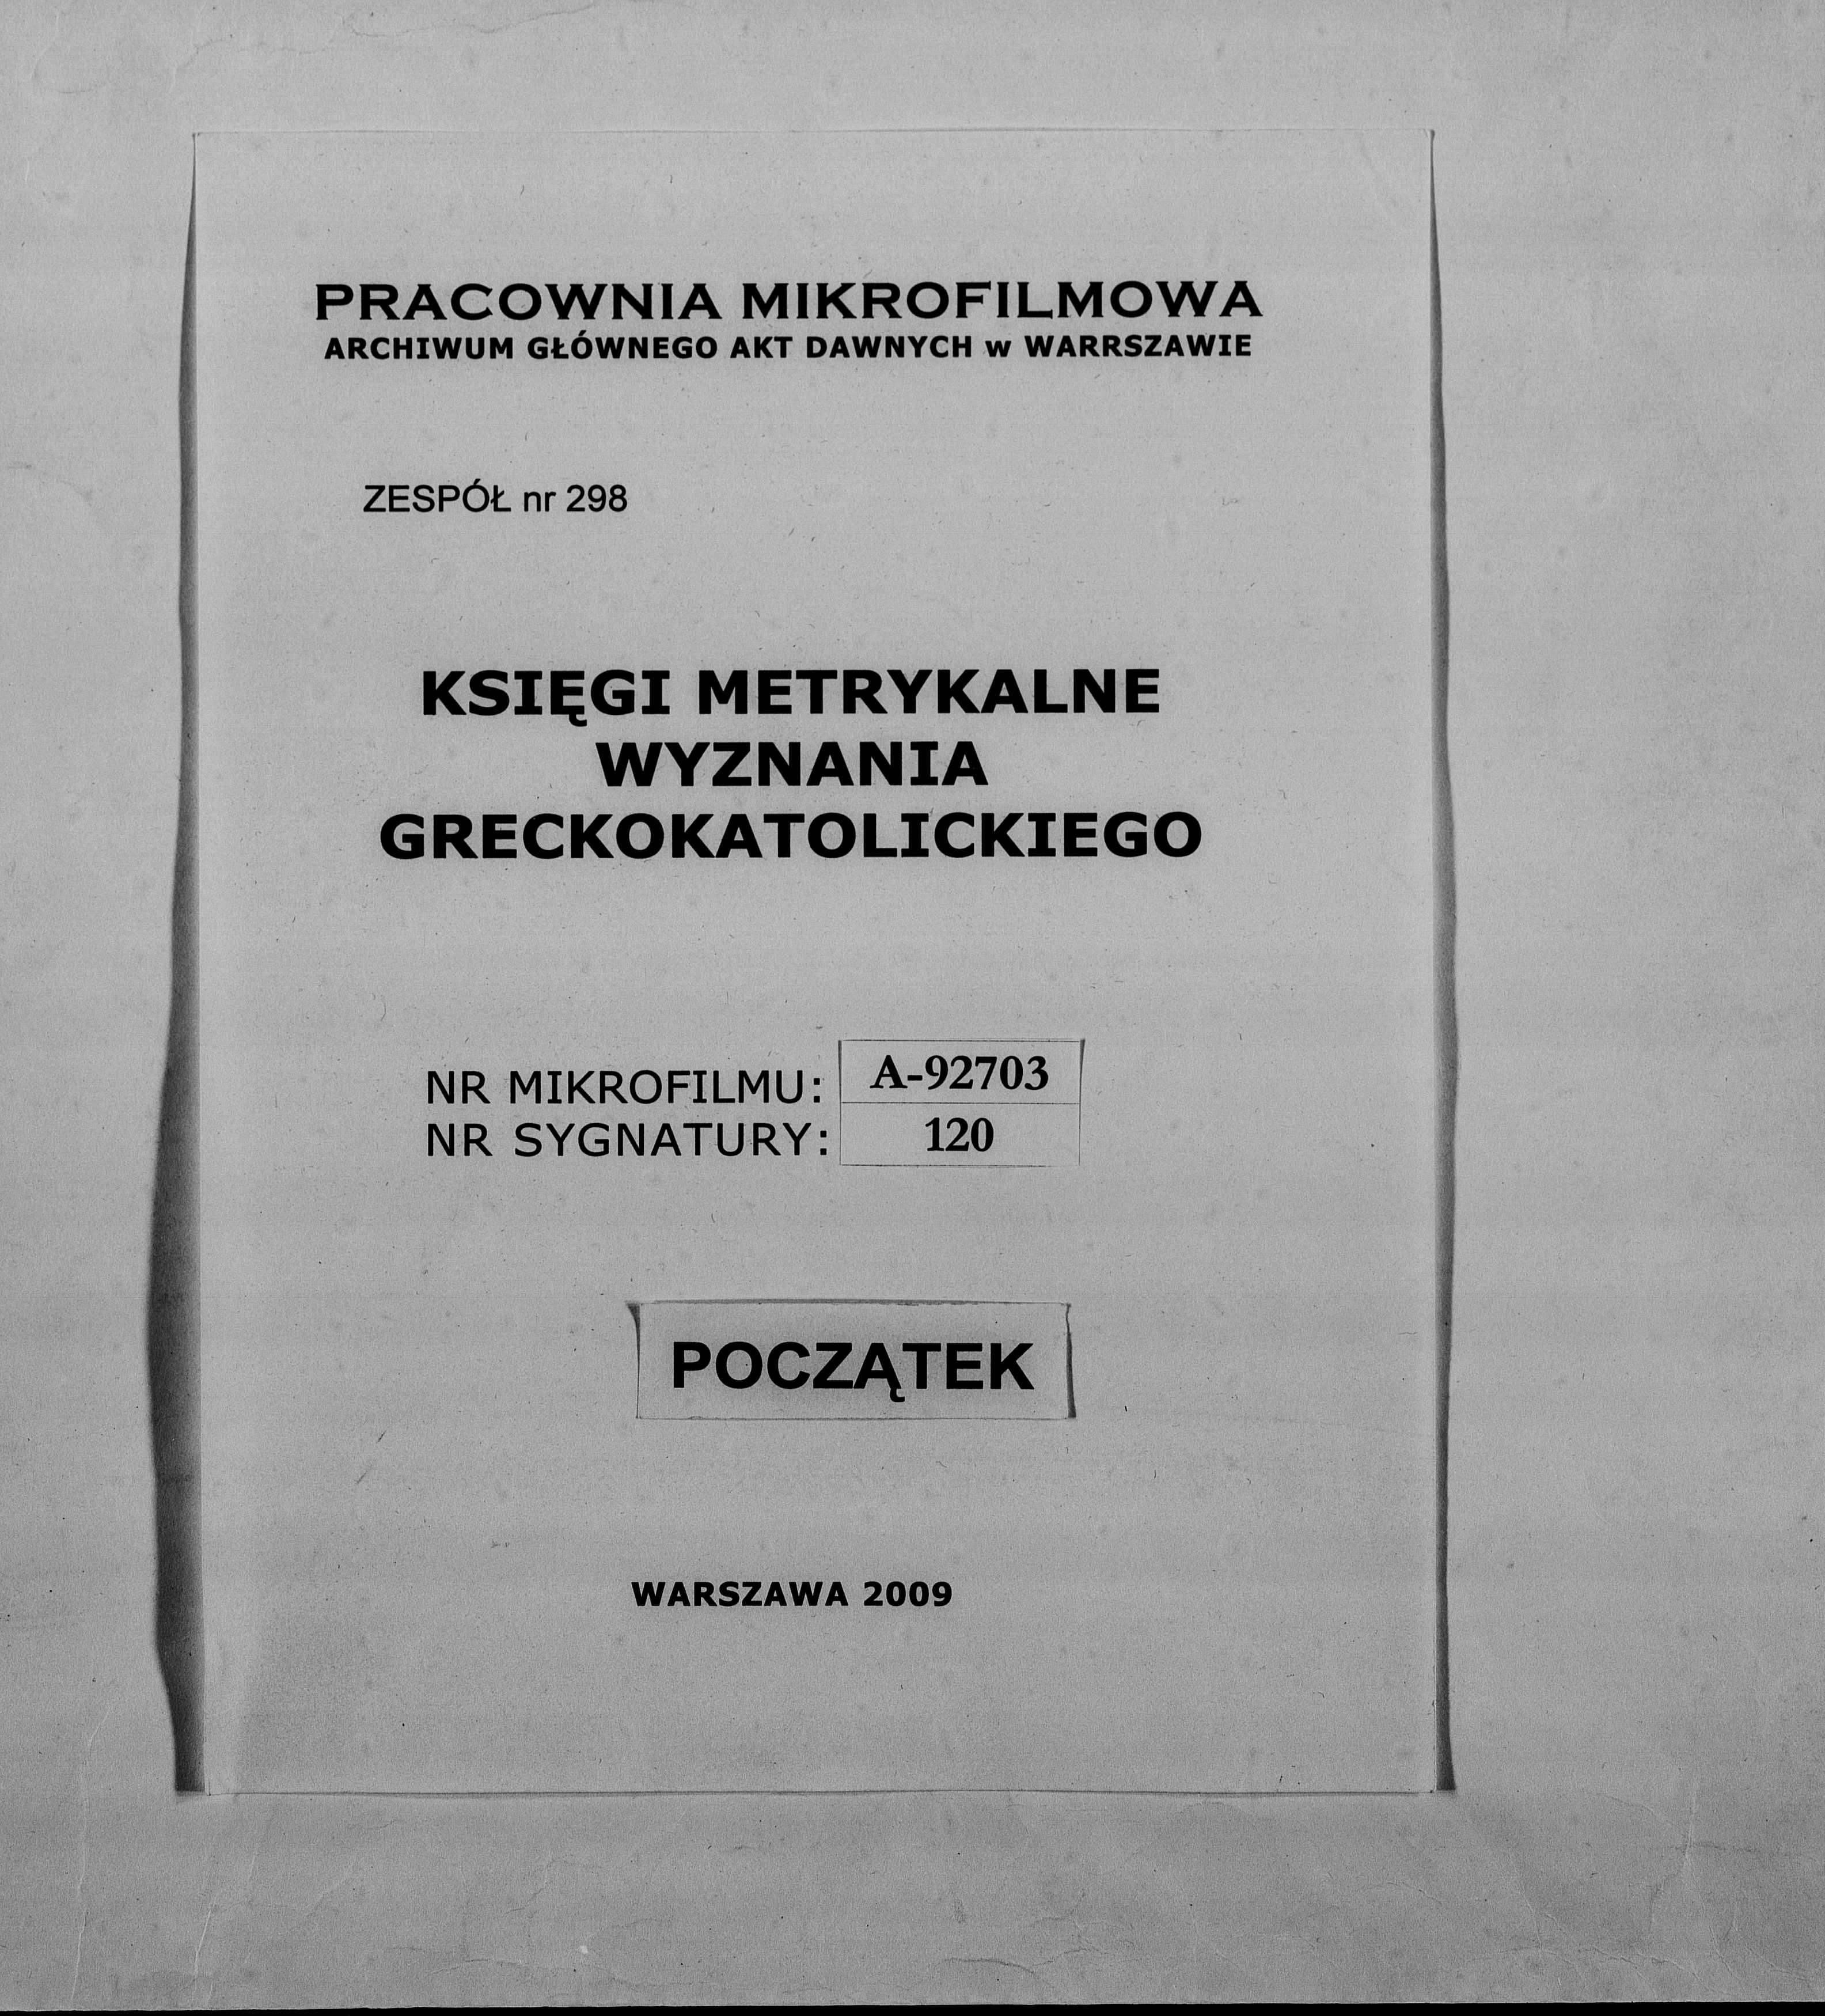 PRACOWNIA MIKROFILMOWA
ARCHIWUM GŁÓWNEGO AKT DAWNYCH w WARRSZAWIE
ZESPÓŁ nr 298
KSIĘGI METRYKALNE
WYZNANIA
GRECKOKATOLICKIEGO
NR MIKROFILMU: A-92703
NR SYGNATURY: 120
POCZĄTEK
WARSZAWA 2009